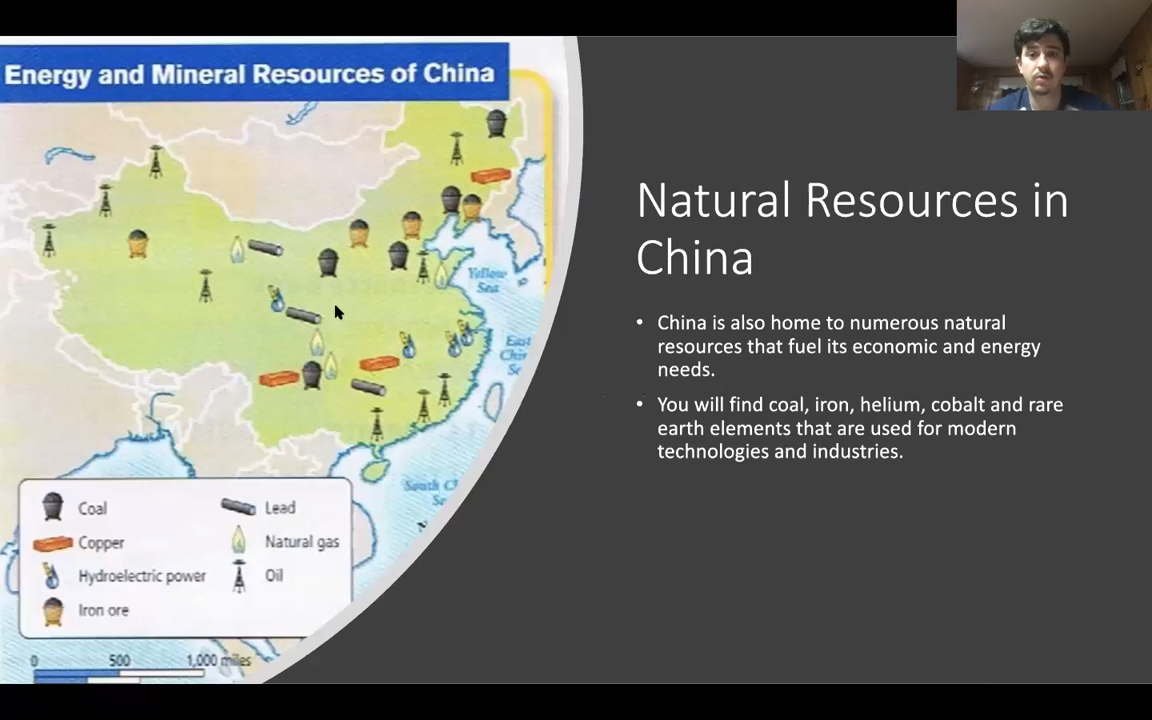 Energy and Mineral Resources of China
Yellow
Sea
East
South
Coal
Lead
Copper
Natural gas
Hydroelectric power
Oil
Iron ore
0 500 1,000 miles
Natural Resources in
China
• China is also home to numerous natural
resources that fuel its economic and energy
needs.
• You will find coal, iron, helium, cobalt and rare
earth elements that are used for modern
technologies and industries.